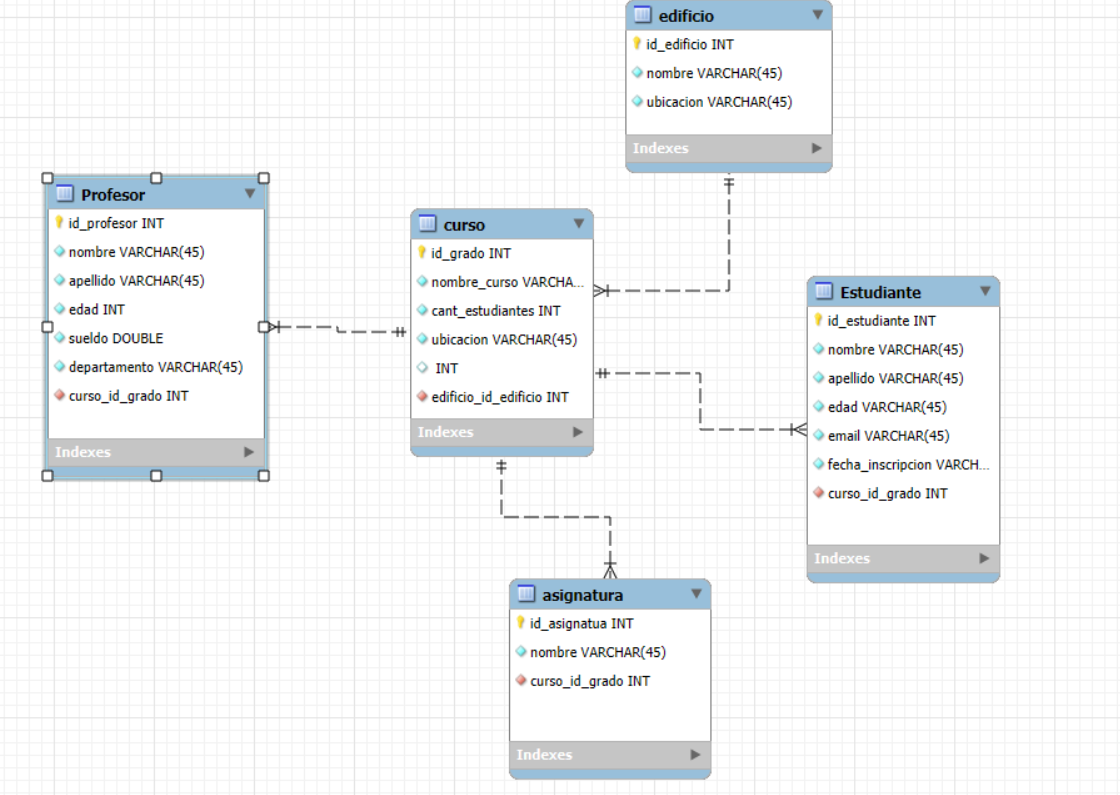 edificio
id_edificio INT
nombre VARCHAR(45)
ubicacion VARCHAR(45)
Indexes
Profesor
id_profesor INT
nombre VARCHAR(45)
apellido VARCHAR(45)
edad INT
sueldo DOUBLE
departamento VARCHAR(45)
curso_id_grado INT
Indexes
curso
id_grado INT
nombre_curso VARCHA...
cant_estudiantes INT
ubicacion VARCHAR(45)
INT
edificio_id_edificio INT
Indexes
Estudiante
id_estudiante INT
nombre VARCHAR(45)
apellido VARCHAR(45)
edad VARCHAR(45)
email VARCHAR(45)
fecha_inscripcion VARCH...
curso_id_grado INT
Indexes
asignatura
id_asignatua INT
nombre VARCHAR(45)
curso_id_grado INT
Indexes